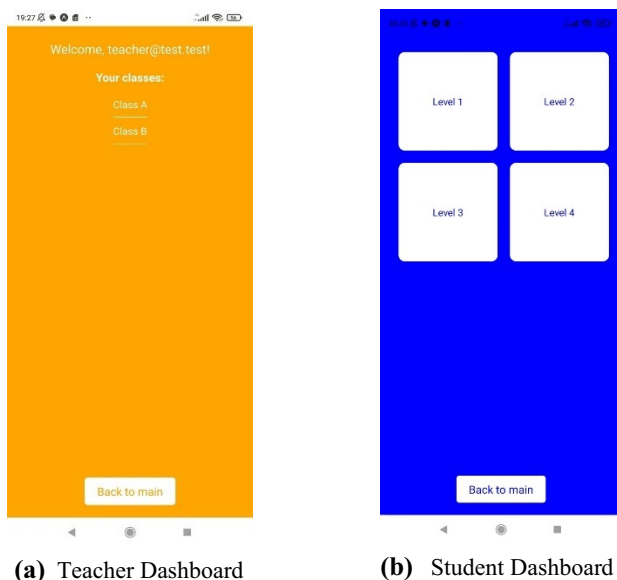 19:27
56
Welcome, teacher@test.test!
Your classes:
Class A
Class B
Back to main
Level 1 Level 2
Level 3 Level 4
Back to main
(a) Teacher Dashboard
(b) Student Dashboard